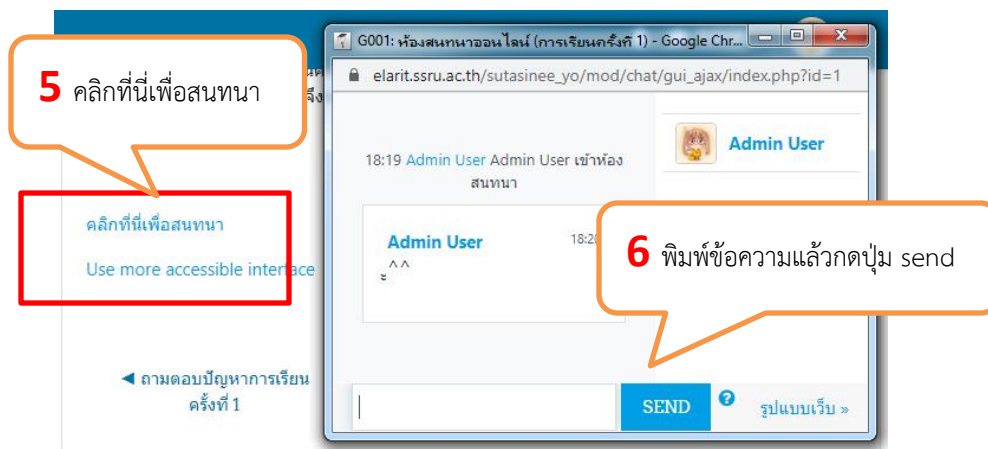 G001: ห้องสนทนาออนไลน์ (การเรียนครั้งที่ 1) - Google Chr...
elarit.ssru.ac.th/sutasinee_yo/mod/chat/gui_ajax/index.php?id=1
5 คลิกที่นี่เพื่อสนทนา
Admin User
18:19 Admin User Admin User เข้าห้อง
สนทนา
คลิกที่นี่เพื่อสนทนา
Use more accessible interface
Admin User
^^
ะ
6 พิมพ์ข้อความแล้วกดปุ่ม send
◄ ถามตอบปัญหาการเรียน
ครั้งที่ 1
SEND
?
รูปแบบเว็บ »